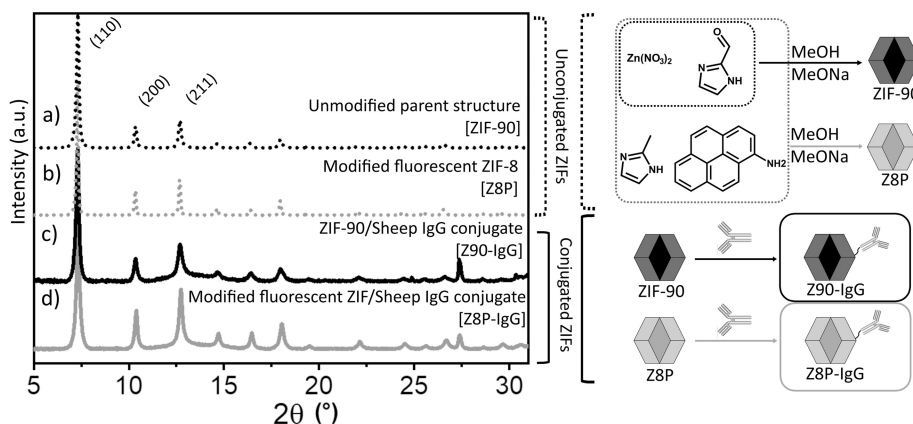 Intensity (a.u.)
(110)
(200)
(211)
a)
Unmodified parent structure
[ZIF-90]
b)
Modified fluorescent ZIF-8
[Z8P]
c)
ZIF-90/Sheep IgG conjugate
[Z90-IgG]
d)
Modified fluorescent ZIF/Sheep IgG conjugate
[Z8P-IgG]
5 10 15 20 25 30
2θ (°)
Unconjugated ZIFs
Conjugated ZIFs
Zn(NO₃)₂
O
N
NH
MeOH
MeONa
ZIF-90
N
NH
NH2
MeOH
MeONa
Z8P
ZIF-90
Z90-IgG
Z8P
Z8P-IgG